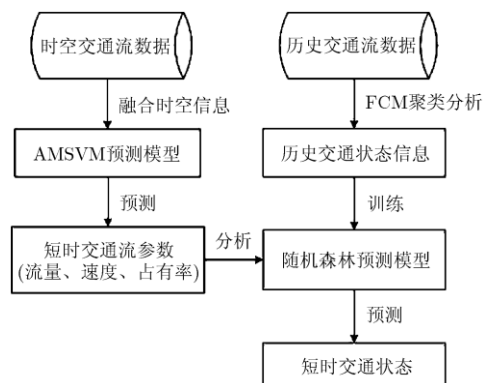 时空交通流数据
历史交通流数据
融合时空信息
FCM聚类分析
AMSVM预测模型
历史交通状态信息
预测
训练
短时交通流参数
(流量、速度、占有率)
分析
随机森林预测模型
预测
短时交通状态